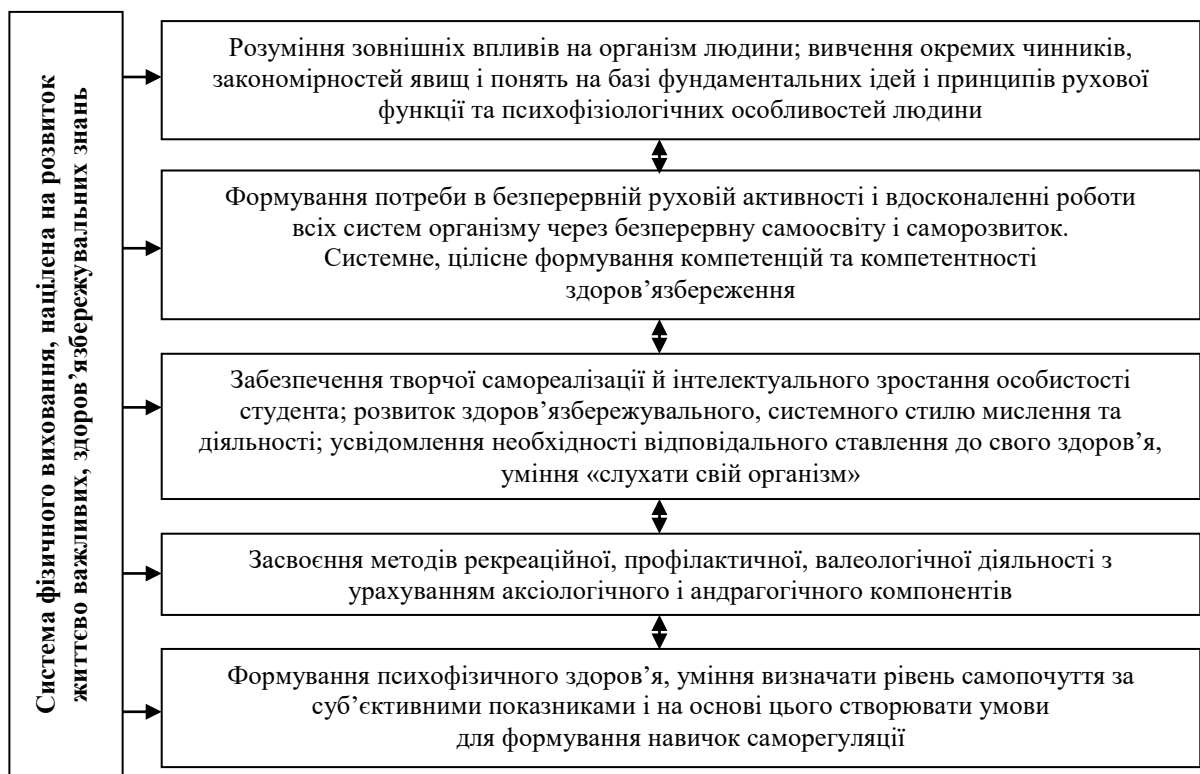 Система фізичного виховання, націлена на розвиток
життєво важливих, здоров’язбережувальних знань
Розуміння зовнішніх впливів на організм людини; вивчення окремих чинників,
закономірностей явищ і понять на базі фундаментальних ідей і принципів рухової
функції та психофізіологічних особливостей людини
Формування потреби в безперервній руховій активності і вдосконаленні роботи
всіх систем організму через безперервну самоосвіту і саморозвиток.
Системне, цілісне формування компетенцій та компетентності
здоров’язбереження
Забезпечення творчої самореалізації й інтелектуального зростання особистості
студента; розвиток здоров’язбережувального, системного стилю мислення та
діяльності; усвідомлення необхідності відповідального ставлення до свого здоров’я,
уміння «слухати свій організм»
Засвоєння методів рекреаційної, профілактичної, валеологічної діяльності з
урахуванням аксіологічного і андрагогічного компонентів
Формування психофізичного здоров’я, уміння визначати рівень самопочуття за
суб’єктивними показниками і на основі цього створювати умови
для формування навичок саморегуляції